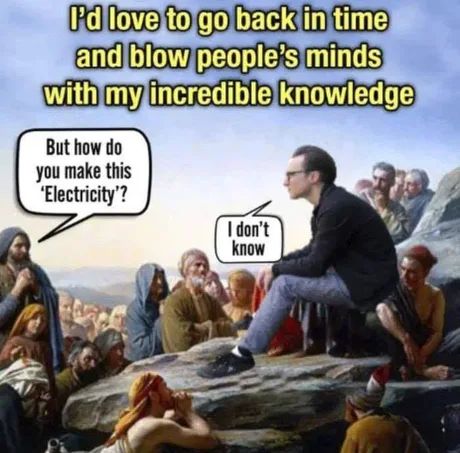 I'd love to go back in time
and blow people's minds
with my incredible knowledge
But how do
you make this
'Electricity'?
I don't
know